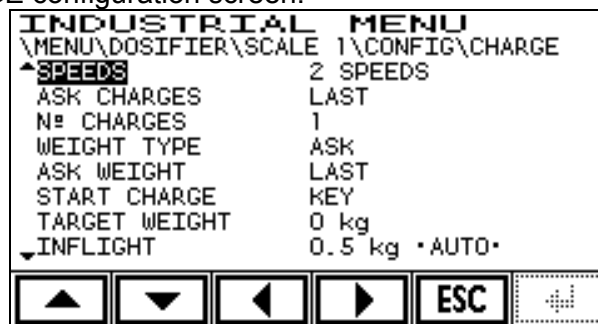 E configuration screen.
INDUSTRIAL MENU
\MENU\DOSIFIER\SCALE 1\CONFIG\CHARGE
SPEEDS 2 SPEEDS
ASK CHARGES LAST
Nº CHARGES 1
WEIGHT TYPE ASK
ASK WEIGHT LAST
START CHARGE KEY
TARGET WEIGHT 0 kg
INFLIGHT 0.5 kg ·AUTO·
ESC